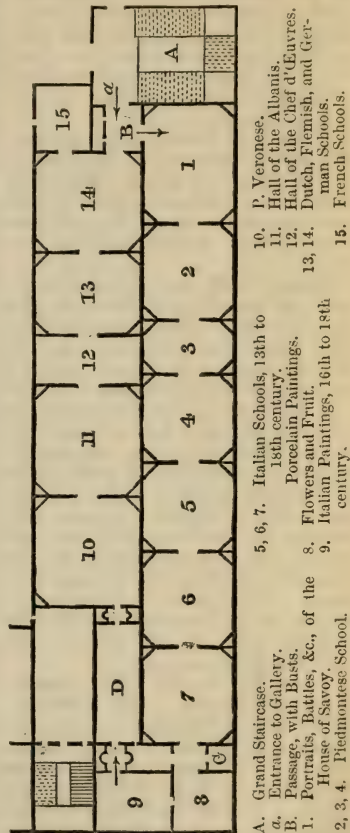 15
a
A
B
14
13
12
11
10
1
2
3
4
5
6
7
D
9
8
C
A. Grand Staircase.
a. Entrance to Gallery.
B. Passage, with Busts.
1. Portraits, Battles, &c., of the
House of Savoy.
2, 3, 4. Piedmontese School.
5, 6, 7. Italian Schools, 13th to
18th century.
Porcelain Paintings.
8. Flowers and Fruit.
9. Italian Paintings, 16th to 18th
century.
10. P. Veronese.
11. Hall of the Albanis.
12. Hall of the Chef d'Œuvres.
13, 14. Dutch, Flemish, and Ger-
man Schools.
15. French Schools.